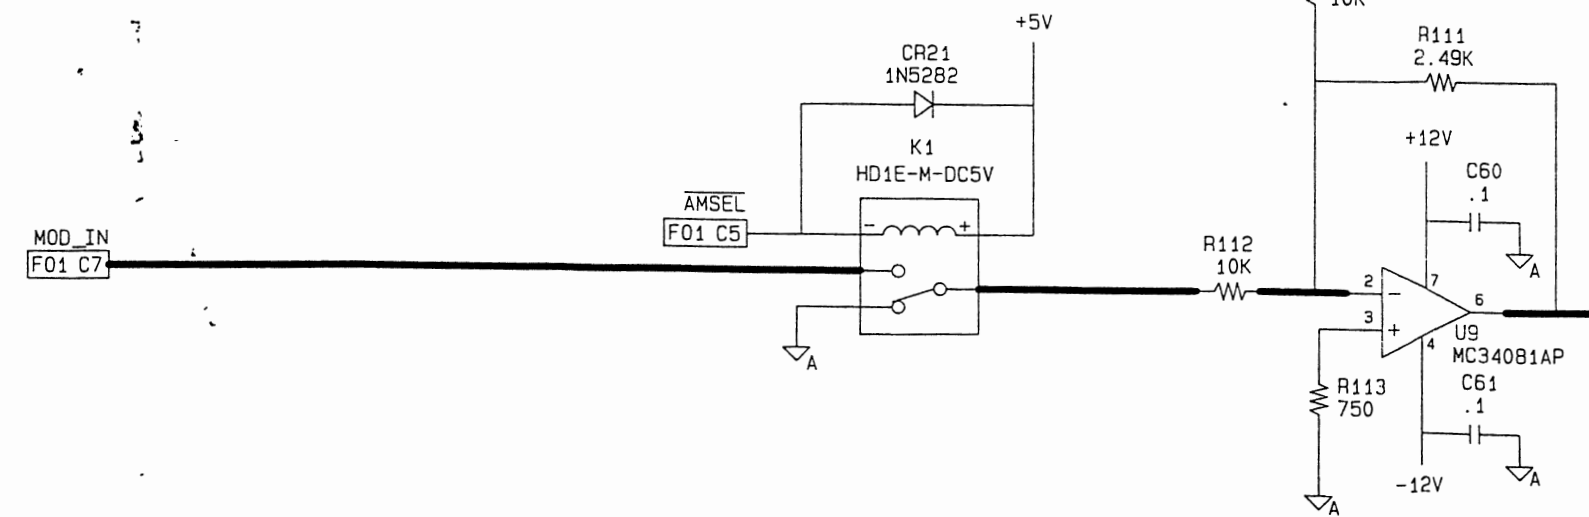 10K
+5V
R111
2.49K
CR21
1N5282
+12V
K1
HD1E-M-DC5V
C60
.1
A
AMSEL
F01 C5
- +
MOD_IN
F01 C7
R112
10K
2
-
7
6
3
+
4
U9
MC34081AP
A
R113
750
C61
.1
A
-12V
A